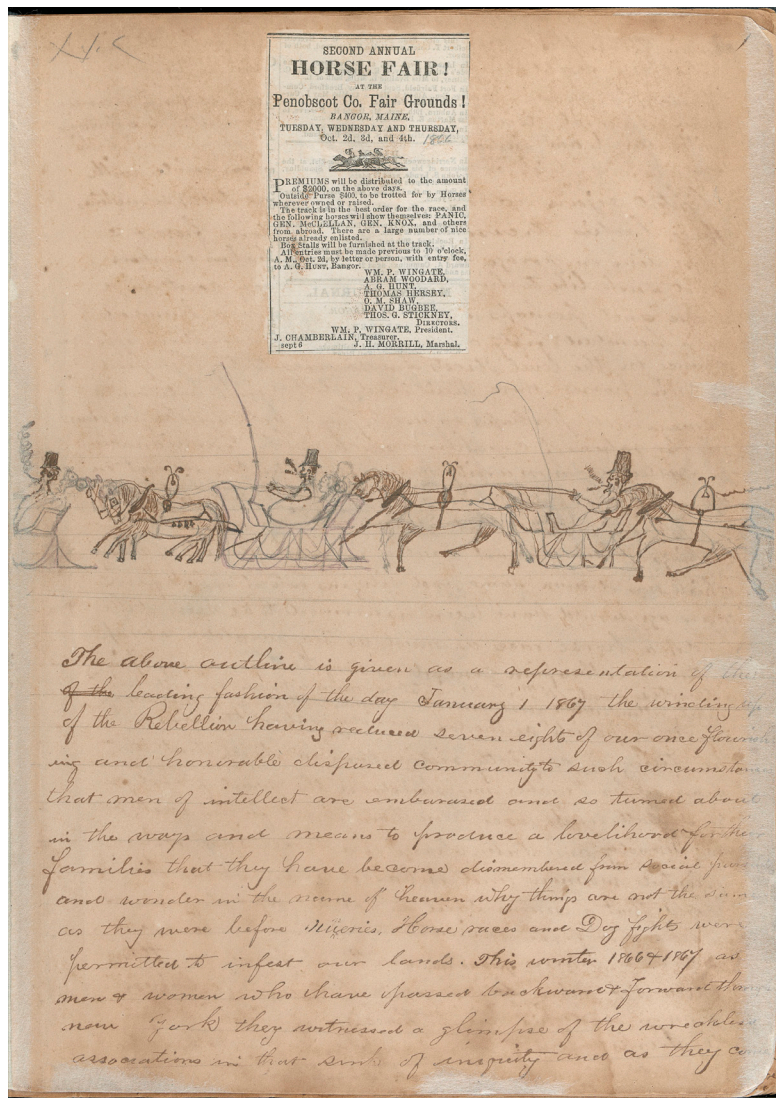 SECOND ANNUAL
HORSE FAIR!
AT THE
Penobscot Co. Fair Grounds!
BANGOR, MAINE,
TUESDAY, WEDNESDAY AND THURSDAY,
Oct. 2d, 3d, and 4th. 1866
PREMIUMS will be distributed to the amount
of $2000, on the above days.
Outside Purse $400, to be trotted for by Horses
wherever owned or raised.
The track is in the best order for the race, and
the following horses will show themselves: PANIC,
GEN. McCLELLAN, GEN. KNOX, and others
from abroad. There are a large number of nice
horses already enlisted.
Box Stalls will be furnished at the track.
All entries must be made previous to 10 o'clock,
A. M., Oct. 2d, by letter or person, with entry fee,
to A. G. HUNT, Bangor.
WM. P. WINGATE,
ABRAM WOODARD,
A. G. HUNT,
THOMAS HERSEY,
O. M. SHAW,
DAVID BUGBEE,
THOS. G. STICKNEY,
DIRECTORS.
WM. P. WINGATE, President.
J. CHAMBERLAIN, Treasurer.
sept 6 J. H. MORRILL, Marshal.
The above outline is given as a representation of
of the leading fashion of the day January 1 1867 the winding up
of the Rebellion having reduced seven eights of our once
ing and honorable disposed community to such
that men of intellect are embarased and so turned about
in the ways and means to produce a lovelihood for their
families that they have become dismembered from social
and wonder in the name of heaven why things are not the
as they were before Horse races and Dog fights were
permitted to infest our lands. This winter 1866 & 1867 as
men & women who have passed backward & forward
new York they witnessed a glimpse of the
associations in that sink of iniquity and as they